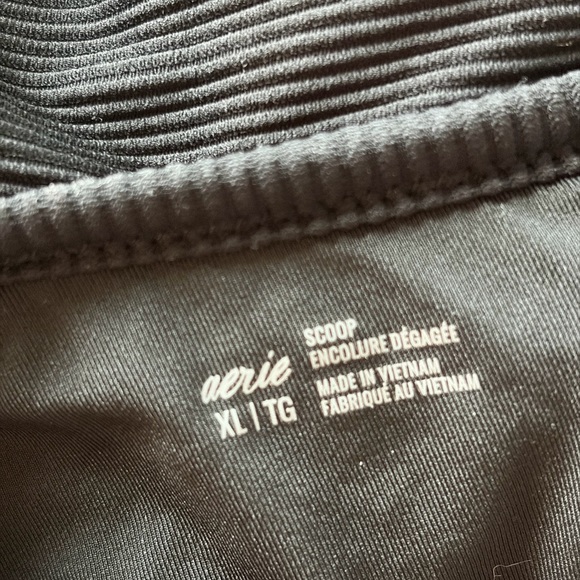 aerie
XL | TG
SCOOP
ENCOLURE DÉGAGÉE
MADE IN VIETNAM
FABRIQUÉ AU VIETNAM